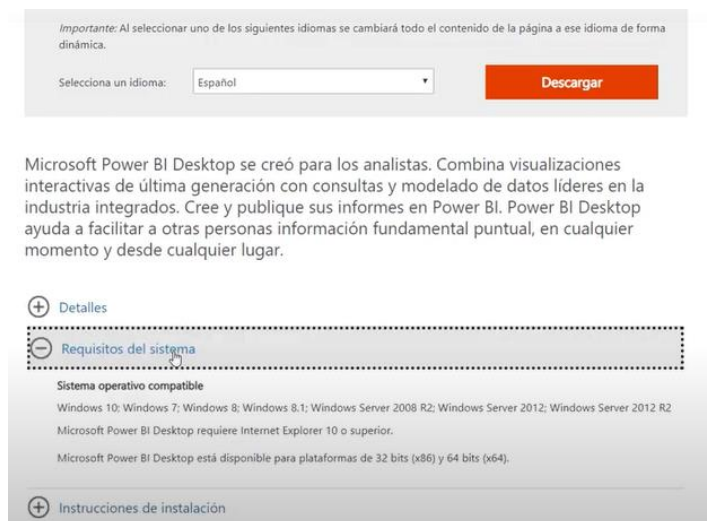 Importante: Al seleccionar uno de los siguientes idiomas se cambiará todo el contenido de la página a ese idioma de forma
dinámica.
Selecciona un idioma: Español Descargar
Microsoft Power BI Desktop se creó para los analistas. Combina visualizaciones
interactivas de última generación con consultas y modelado de datos líderes en la
industria integrados. Cree y publique sus informes en Power BI. Power BI Desktop
ayuda a facilitar a otras personas información fundamental puntual, en cualquier
momento y desde cualquier lugar.
Detalles
Requisitos del sistema
Sistema operativo compatible
Windows 10; Windows 7; Windows 8; Windows 8.1; Windows Server 2008 R2; Windows Server 2012; Windows Server 2012 R2
Microsoft Power BI Desktop requiere Internet Explorer 10 o superior.
Microsoft Power BI Desktop está disponible para plataformas de 32 bits (x86) y 64 bits (x64).
Instrucciones de instalación